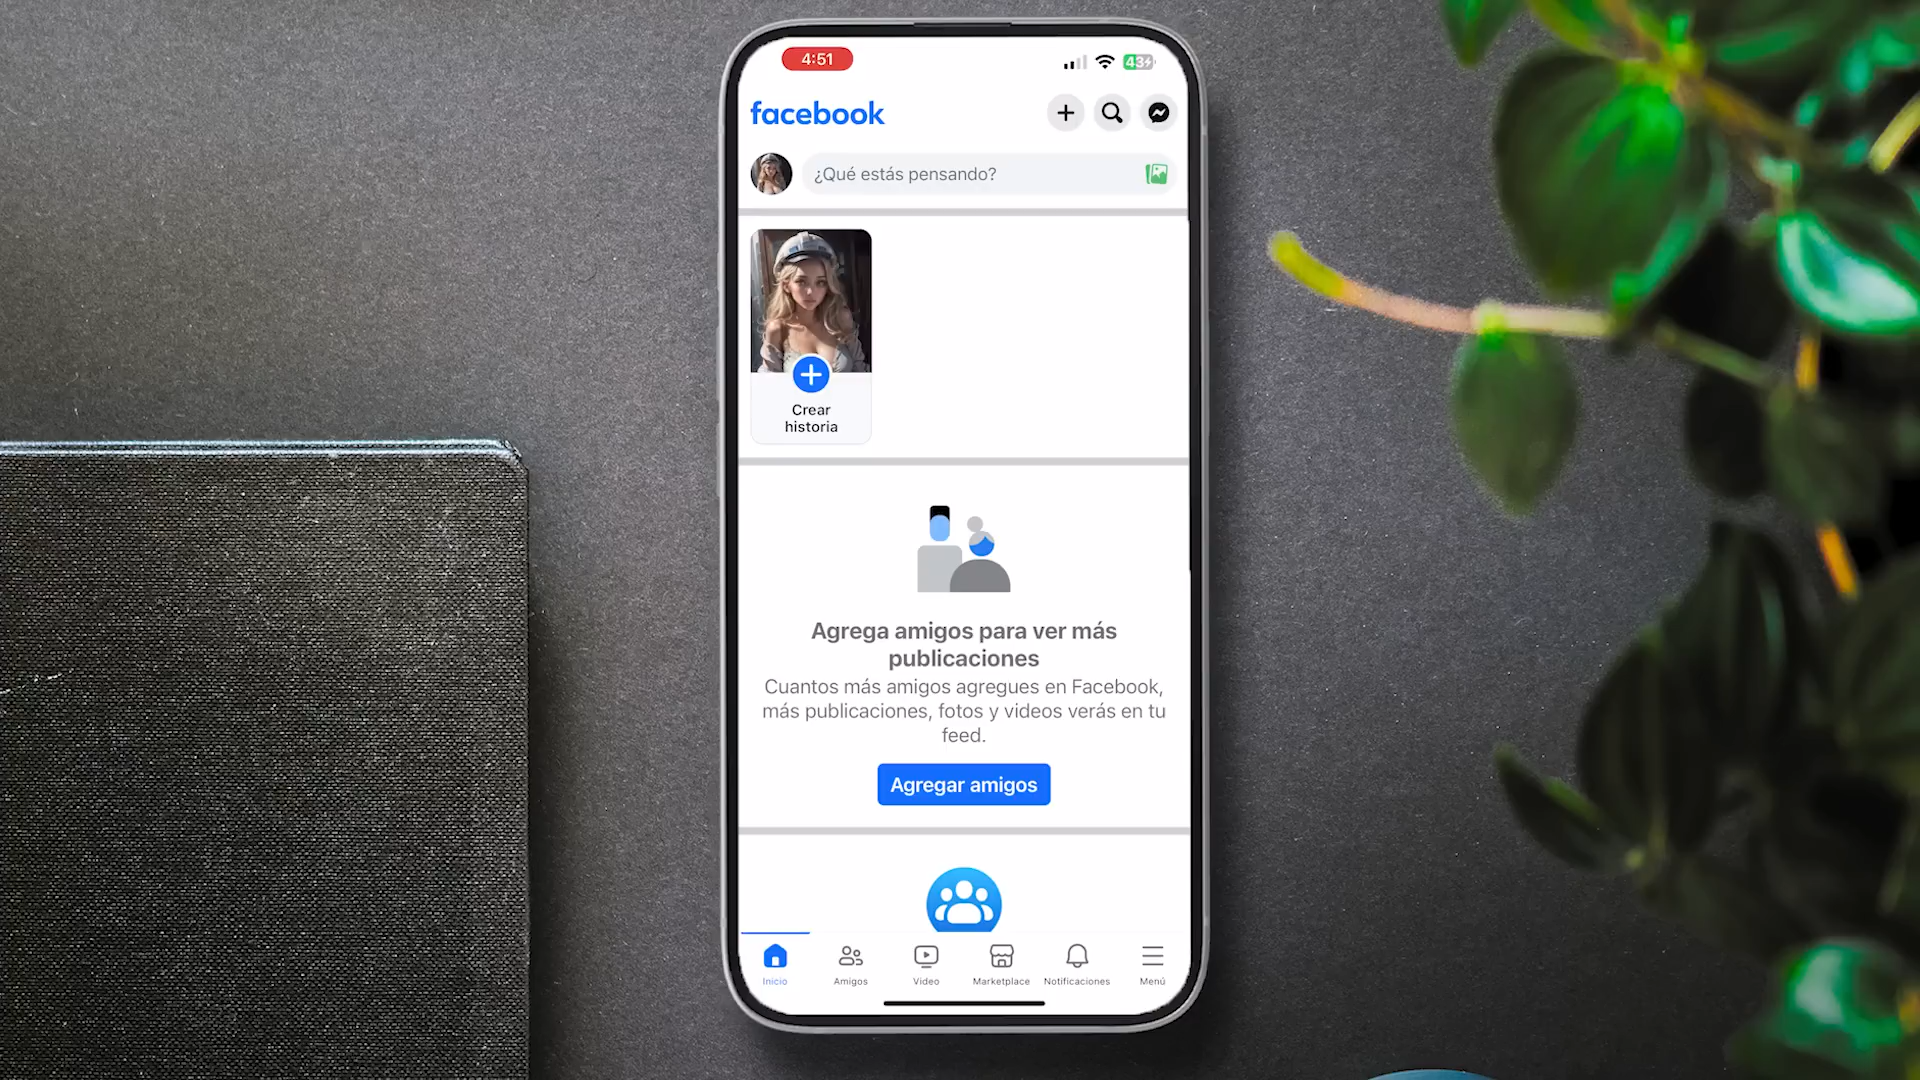 4:51
43
facebook
¿Qué estás pensando?
Crear
historia
Agrega amigos para ver más
publicaciones
Cuantos más amigos agregues en Facebook,
más publicaciones, fotos y videos verás en tu
feed.
Agregar amigos
Inicio
Amigos
Video
Marketplace
Notificaciones
Menú